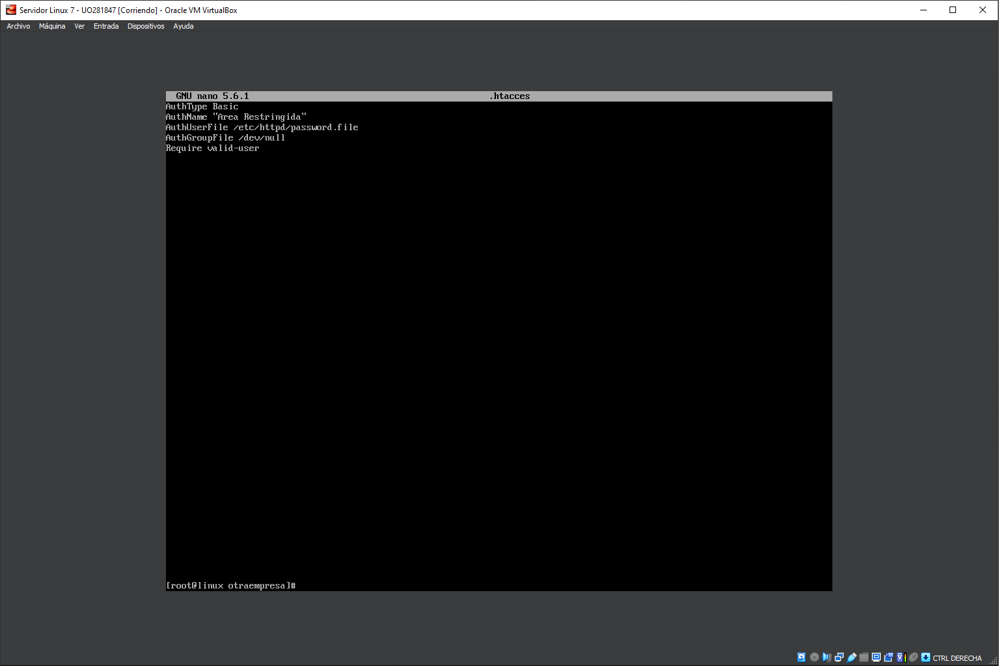 Servidor Linux 7 - UO281847 [Corriendo] - Oracle VM VirtualBox
Archivo Máquina Ver Entrada Dispositivos Ayuda
GNU nano 5.6.1 .htacces
AuthType Basic
AuthName "Area Restringida"
AuthUserFile /etc/httpd/password.file
AuthGroupFile /dev/null
Require valid-user
[root@linux otraempresa]#
CTRL DERECHA